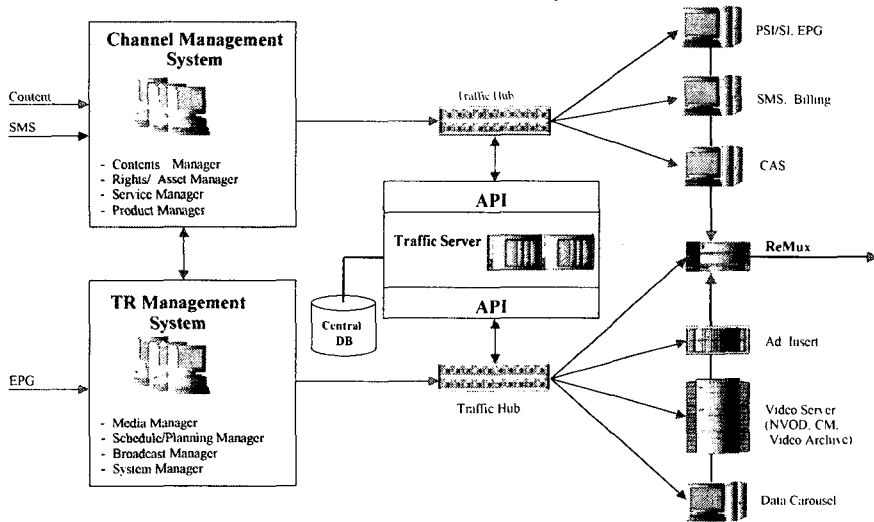 Channel Management
System
Content
SMS
- Contents Manager
- Rights/ Asset Manager
- Service Manager
- Product Manager
TR Management
System
EPG
- Media Manager
- Schedule/Planning Manager
- Broadcast Manager
- System Manager
Traffic Hub
API
Traffic Server
API
Central
DB
Traffic Hub
PSI/SI. EPG
SMS. Billing
CAS
ReMux
Ad Insert
Video Server
(NVOD. CM.
Video Archive)
Data Carousel